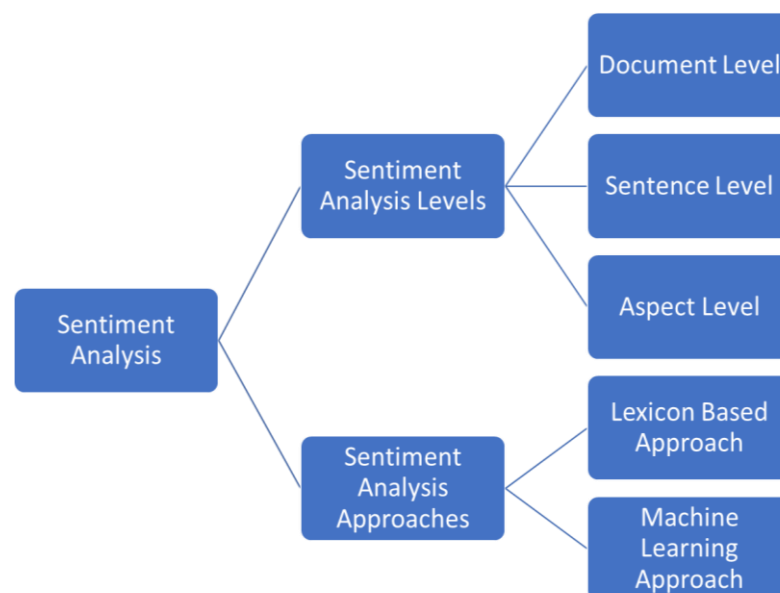 Document Level
Sentiment
Analysis Levels
Sentence Level
Aspect Level
Sentiment
Analysis
Lexicon Based
Approach
Sentiment
Analysis
Approaches
Machine
Learning
Approach